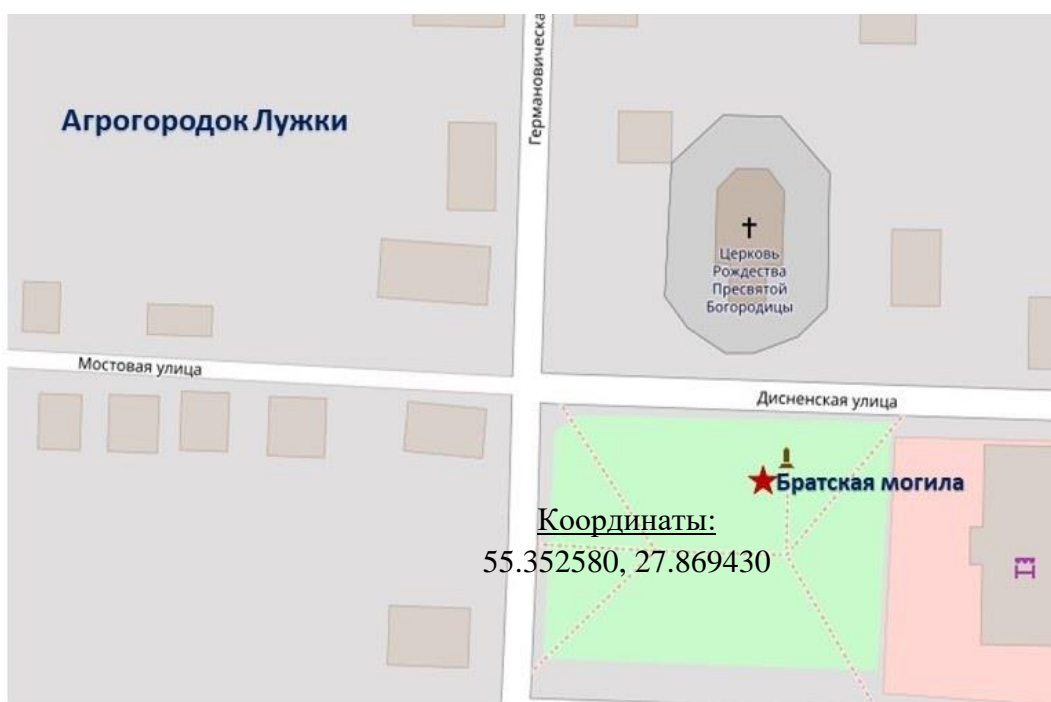 Германовическа
Агрогородок Лужки
Церковь
Рождества
Пресвятой
Богородицы
Мостовая улица
Дисненская улица
Братская могила
Координаты:
55.352580, 27.869430